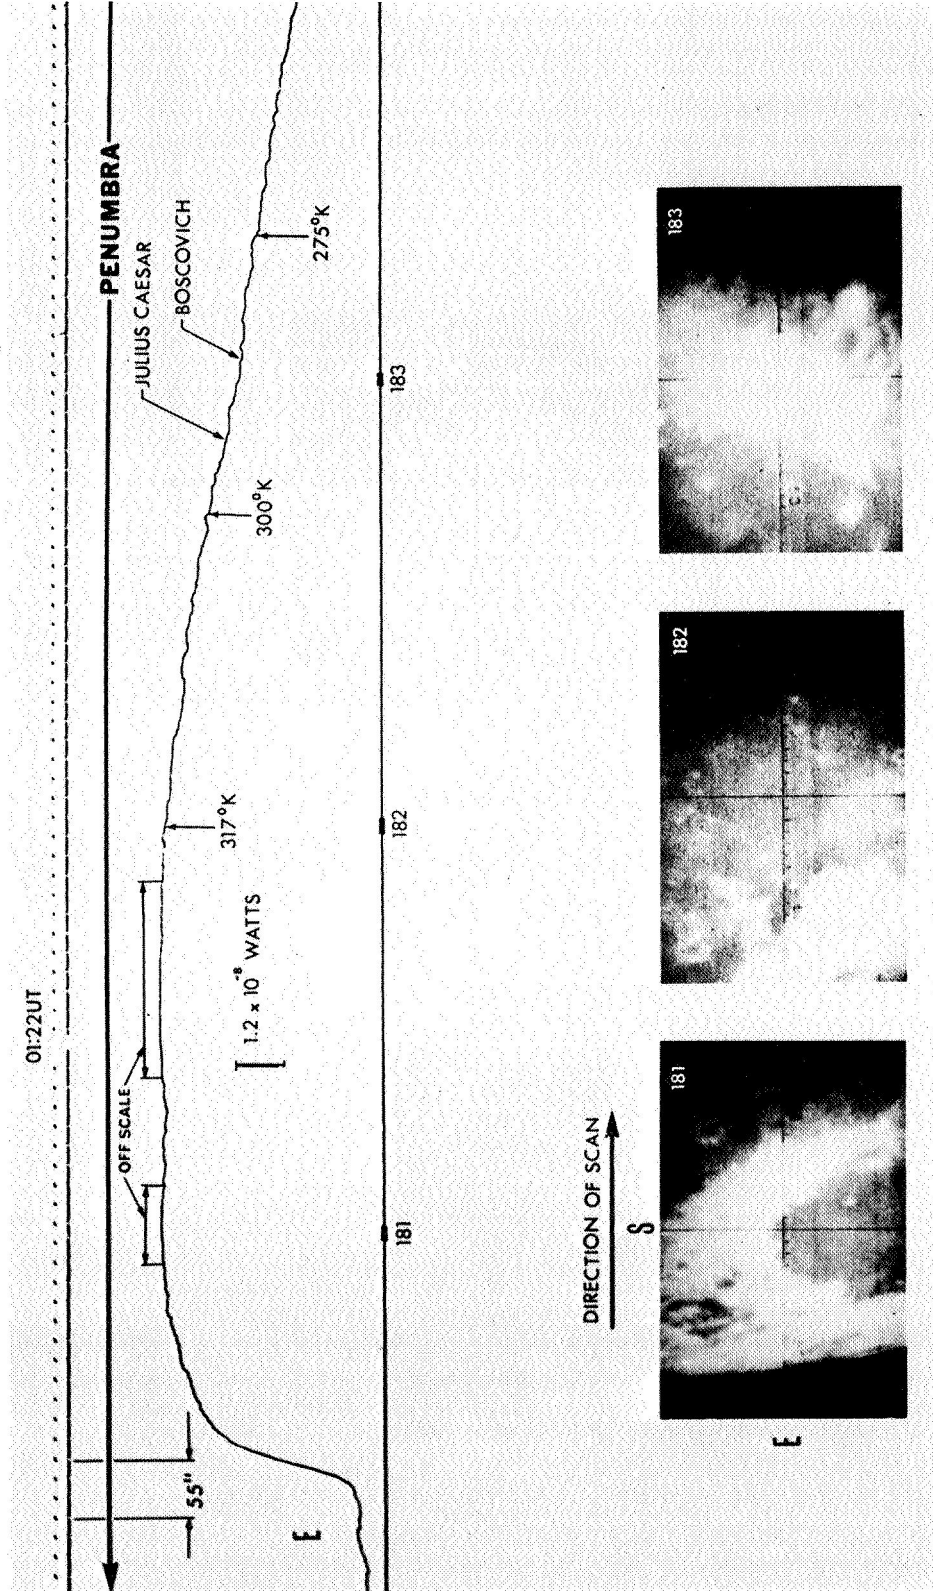 01:22UT
PENUMBRA
OFF SCALE
JULIUS CAESAR
BOSCOVICH
55"
E
317°K
300°K
275°K
1.2 x 10⁻⁸ WATTS
181
182
183
DIRECTION OF SCAN
S
E
181
182
183